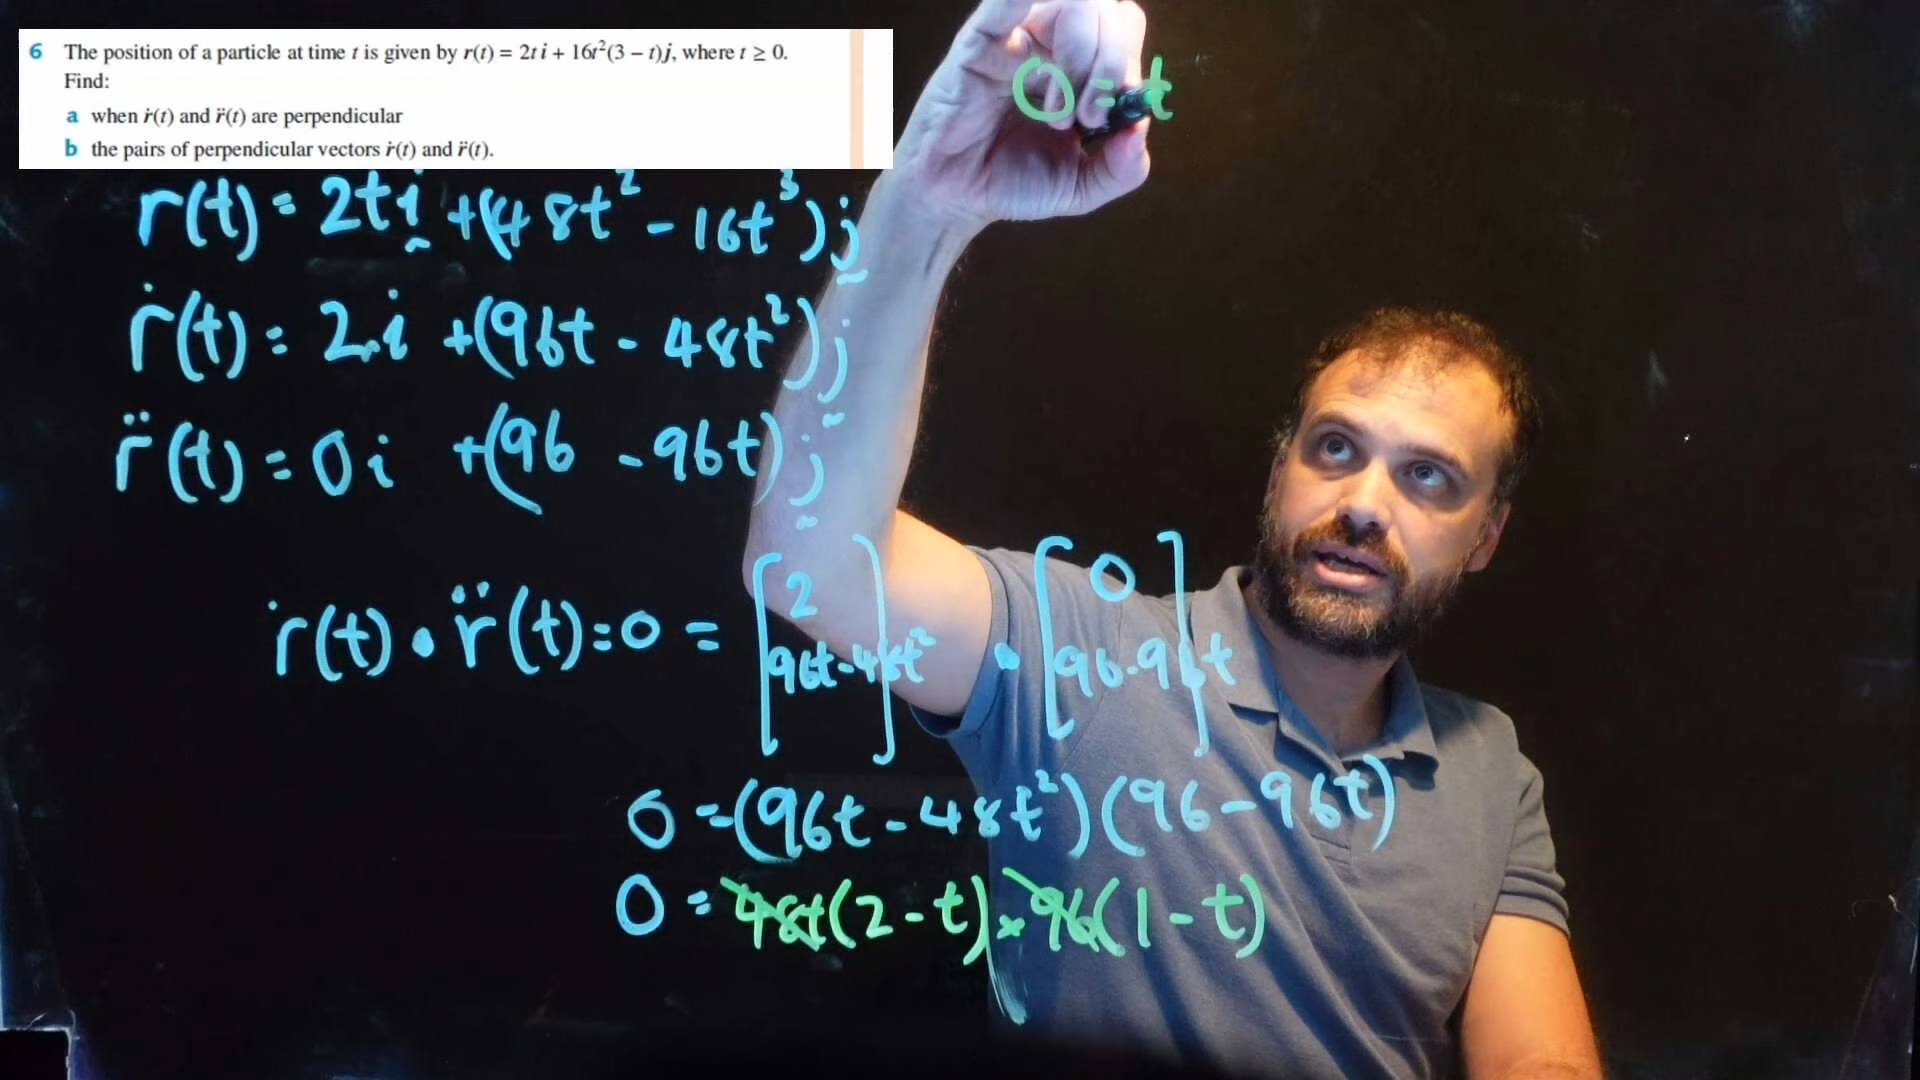 6 The position of a particle at time t is given by r(t) = 2t i + 16t²(3 – t)j, where t ≥ 0.
Find:
a when ṙ(t) and r̈(t) are perpendicular
b the pairs of perpendicular vectors ṙ(t) and r̈(t).
0 = t
r(t) = 2ti + (48t² - 16t³)j
ṙ(t) = 2i + (96t - 48t²)j
r̈(t) = 0i + (96 - 96t)j
ṙ(t) • r̈(t) = 0 = [2 96t-48t²] • [0 96-96t]
0 = (96t - 48t²)(96 - 96t)
0 = 48t(2 - t) × 96(1 - t)